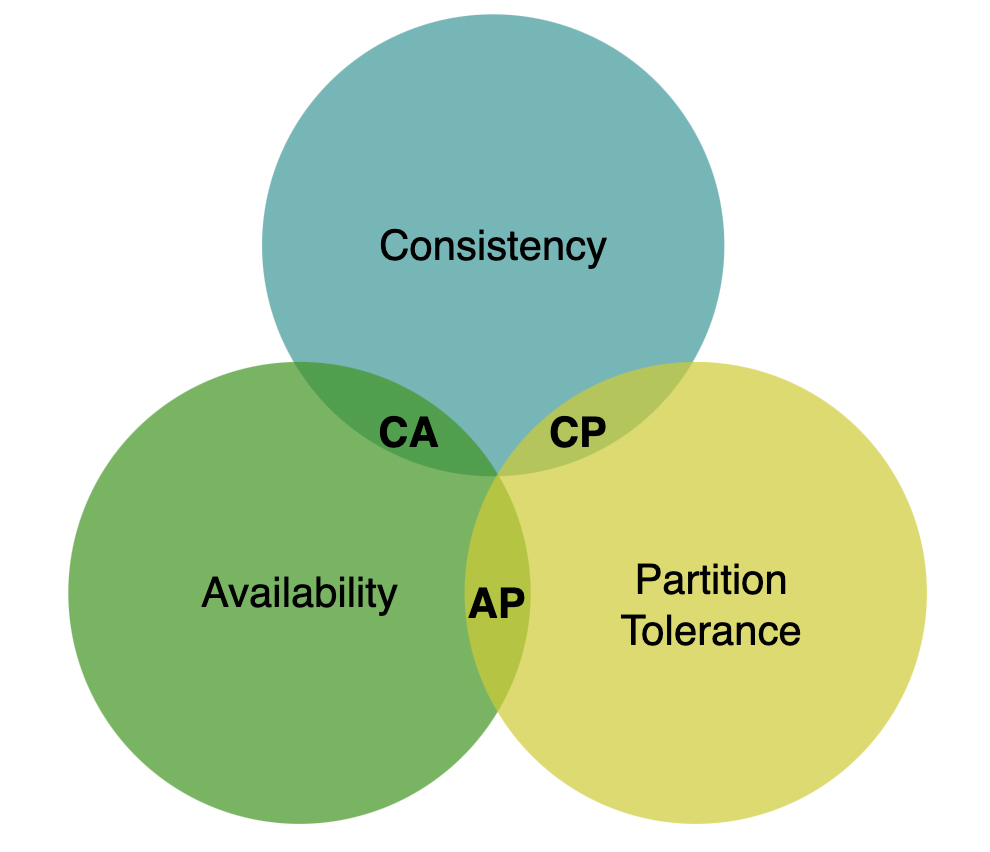 Consistency
CA
CP
Availability
AP
Partition
Tolerance